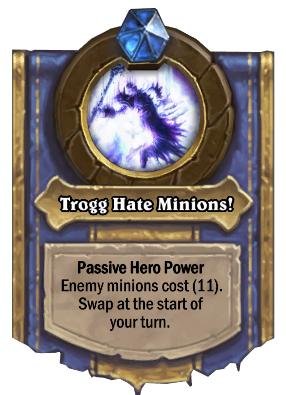 Trogg Hate Minions!
Passive Hero Power
Enemy minions cost (11).
Swap at the start of
your turn.